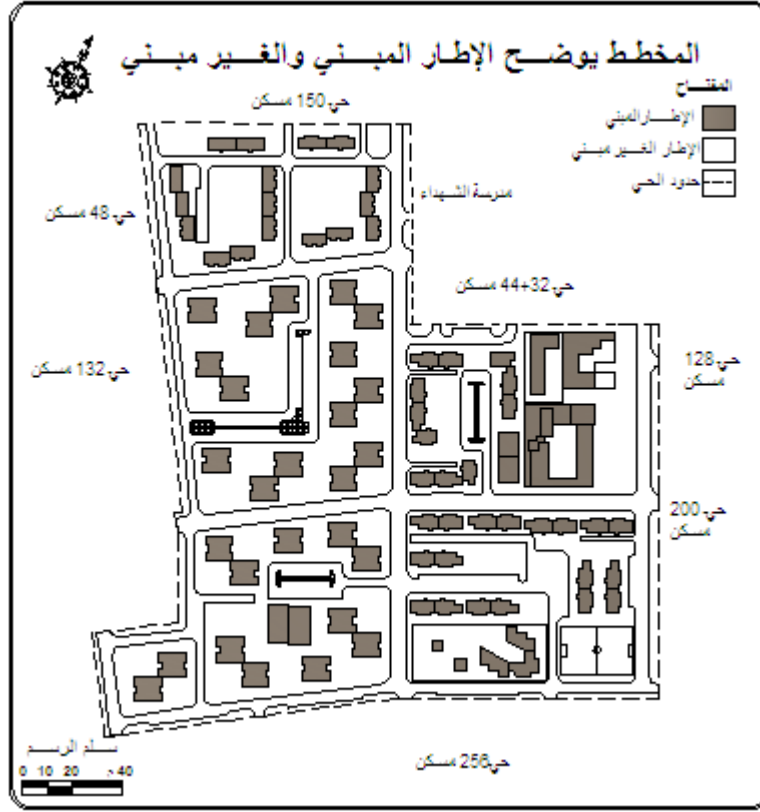 المخطط يوضح الإطار المبني والغير مبني
المفتاح
الإطار المبني
الإطار الغير مبني
حدود الحي
حي 150 مسكن
مدرسة الشهداء
حي 48 مسكن
حي 44+32 مسكن
حي 132 مسكن
حي 128
مسكن
حي 200
مسكن
حي 256 مسكن
سلم الرسم
0 10 20 40 م